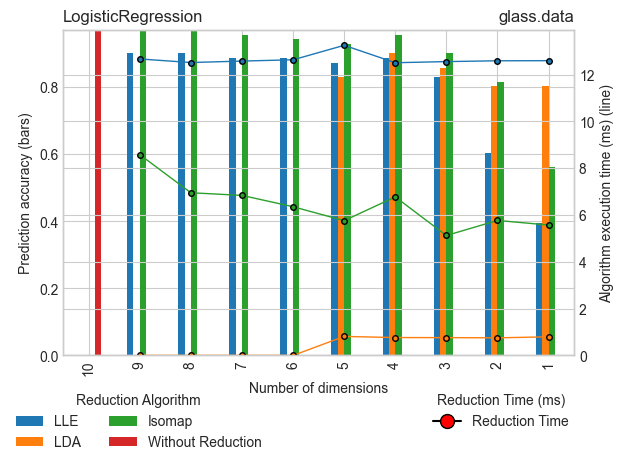 LogisticRegression glass.data
Prediction accuracy (bars)
0.8
0.6
0.4
0.2
0.0
12
10
8
6
4
2
0
Algorithm execution time (ms) (line)
10 9 8 7 6 5 4 3 2 1
Number of dimensions
Reduction Algorithm
LLE Isomap
LDA Without Reduction
Reduction Time (ms)
Reduction Time